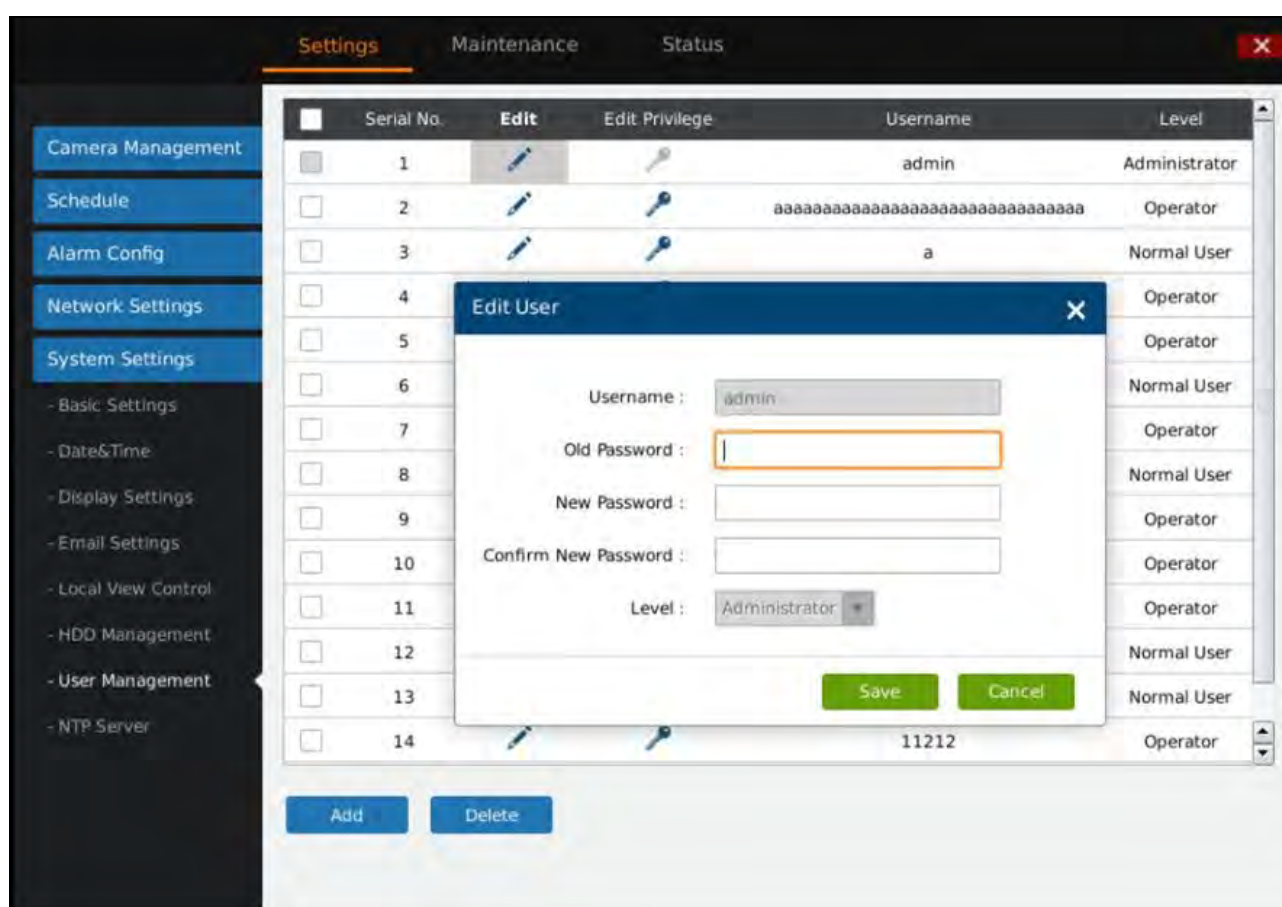 Settings Maintenance Status
Camera Management
Schedule
Alarm Config
Network Settings
System Settings
- Basic Settings
- Date&Time
- Display Settings
- Email Settings
- Local View Control
- HDD Management
- User Management
- NTP Server
Serial No. Edit Edit Privilege Username Level
1 admin Administrator
2 aaaaaaaaaaaaaaaaaaaaaaaaaaaaaaaa Operator
3 a Normal User
4 Operator
5 Operator
6 Normal User
7 Operator
8 Normal User
9 Operator
10 Operator
11 Operator
12 Normal User
13 Normal User
14 11212 Operator
Edit User
Username : admin
Old Password :
New Password :
Confirm New Password :
Level : Administrator
Save Cancel
Add Delete